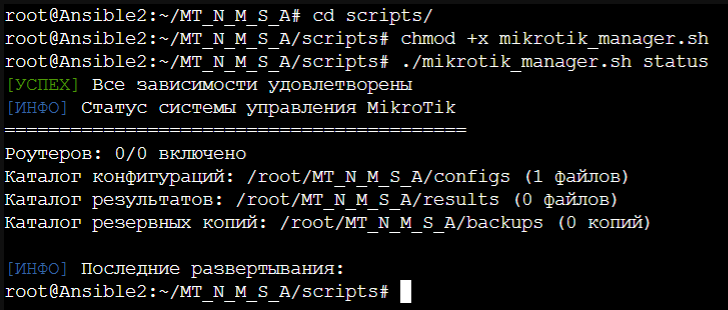 root@Ansible2:~/MT_N_M_S_A# cd scripts/
root@Ansible2:~/MT_N_M_S_A/scripts# chmod +x mikrotik_manager.sh
root@Ansible2:~/MT_N_M_S_A/scripts# ./mikrotik_manager.sh status
[УСПЕХ] Все зависимости удовлетворены
[ИНФО] Статус системы управления MikroTik
==========================================
Роутеров: 0/0 включено
Каталог конфигураций: /root/MT_N_M_S_A/configs (1 файлов)
Каталог результатов: /root/MT_N_M_S_A/results (0 файлов)
Каталог резервных копий: /root/MT_N_M_S_A/backups (0 копий)
[ИНФО] Последние развертывания:
root@Ansible2:~/MT_N_M_S_A/scripts#